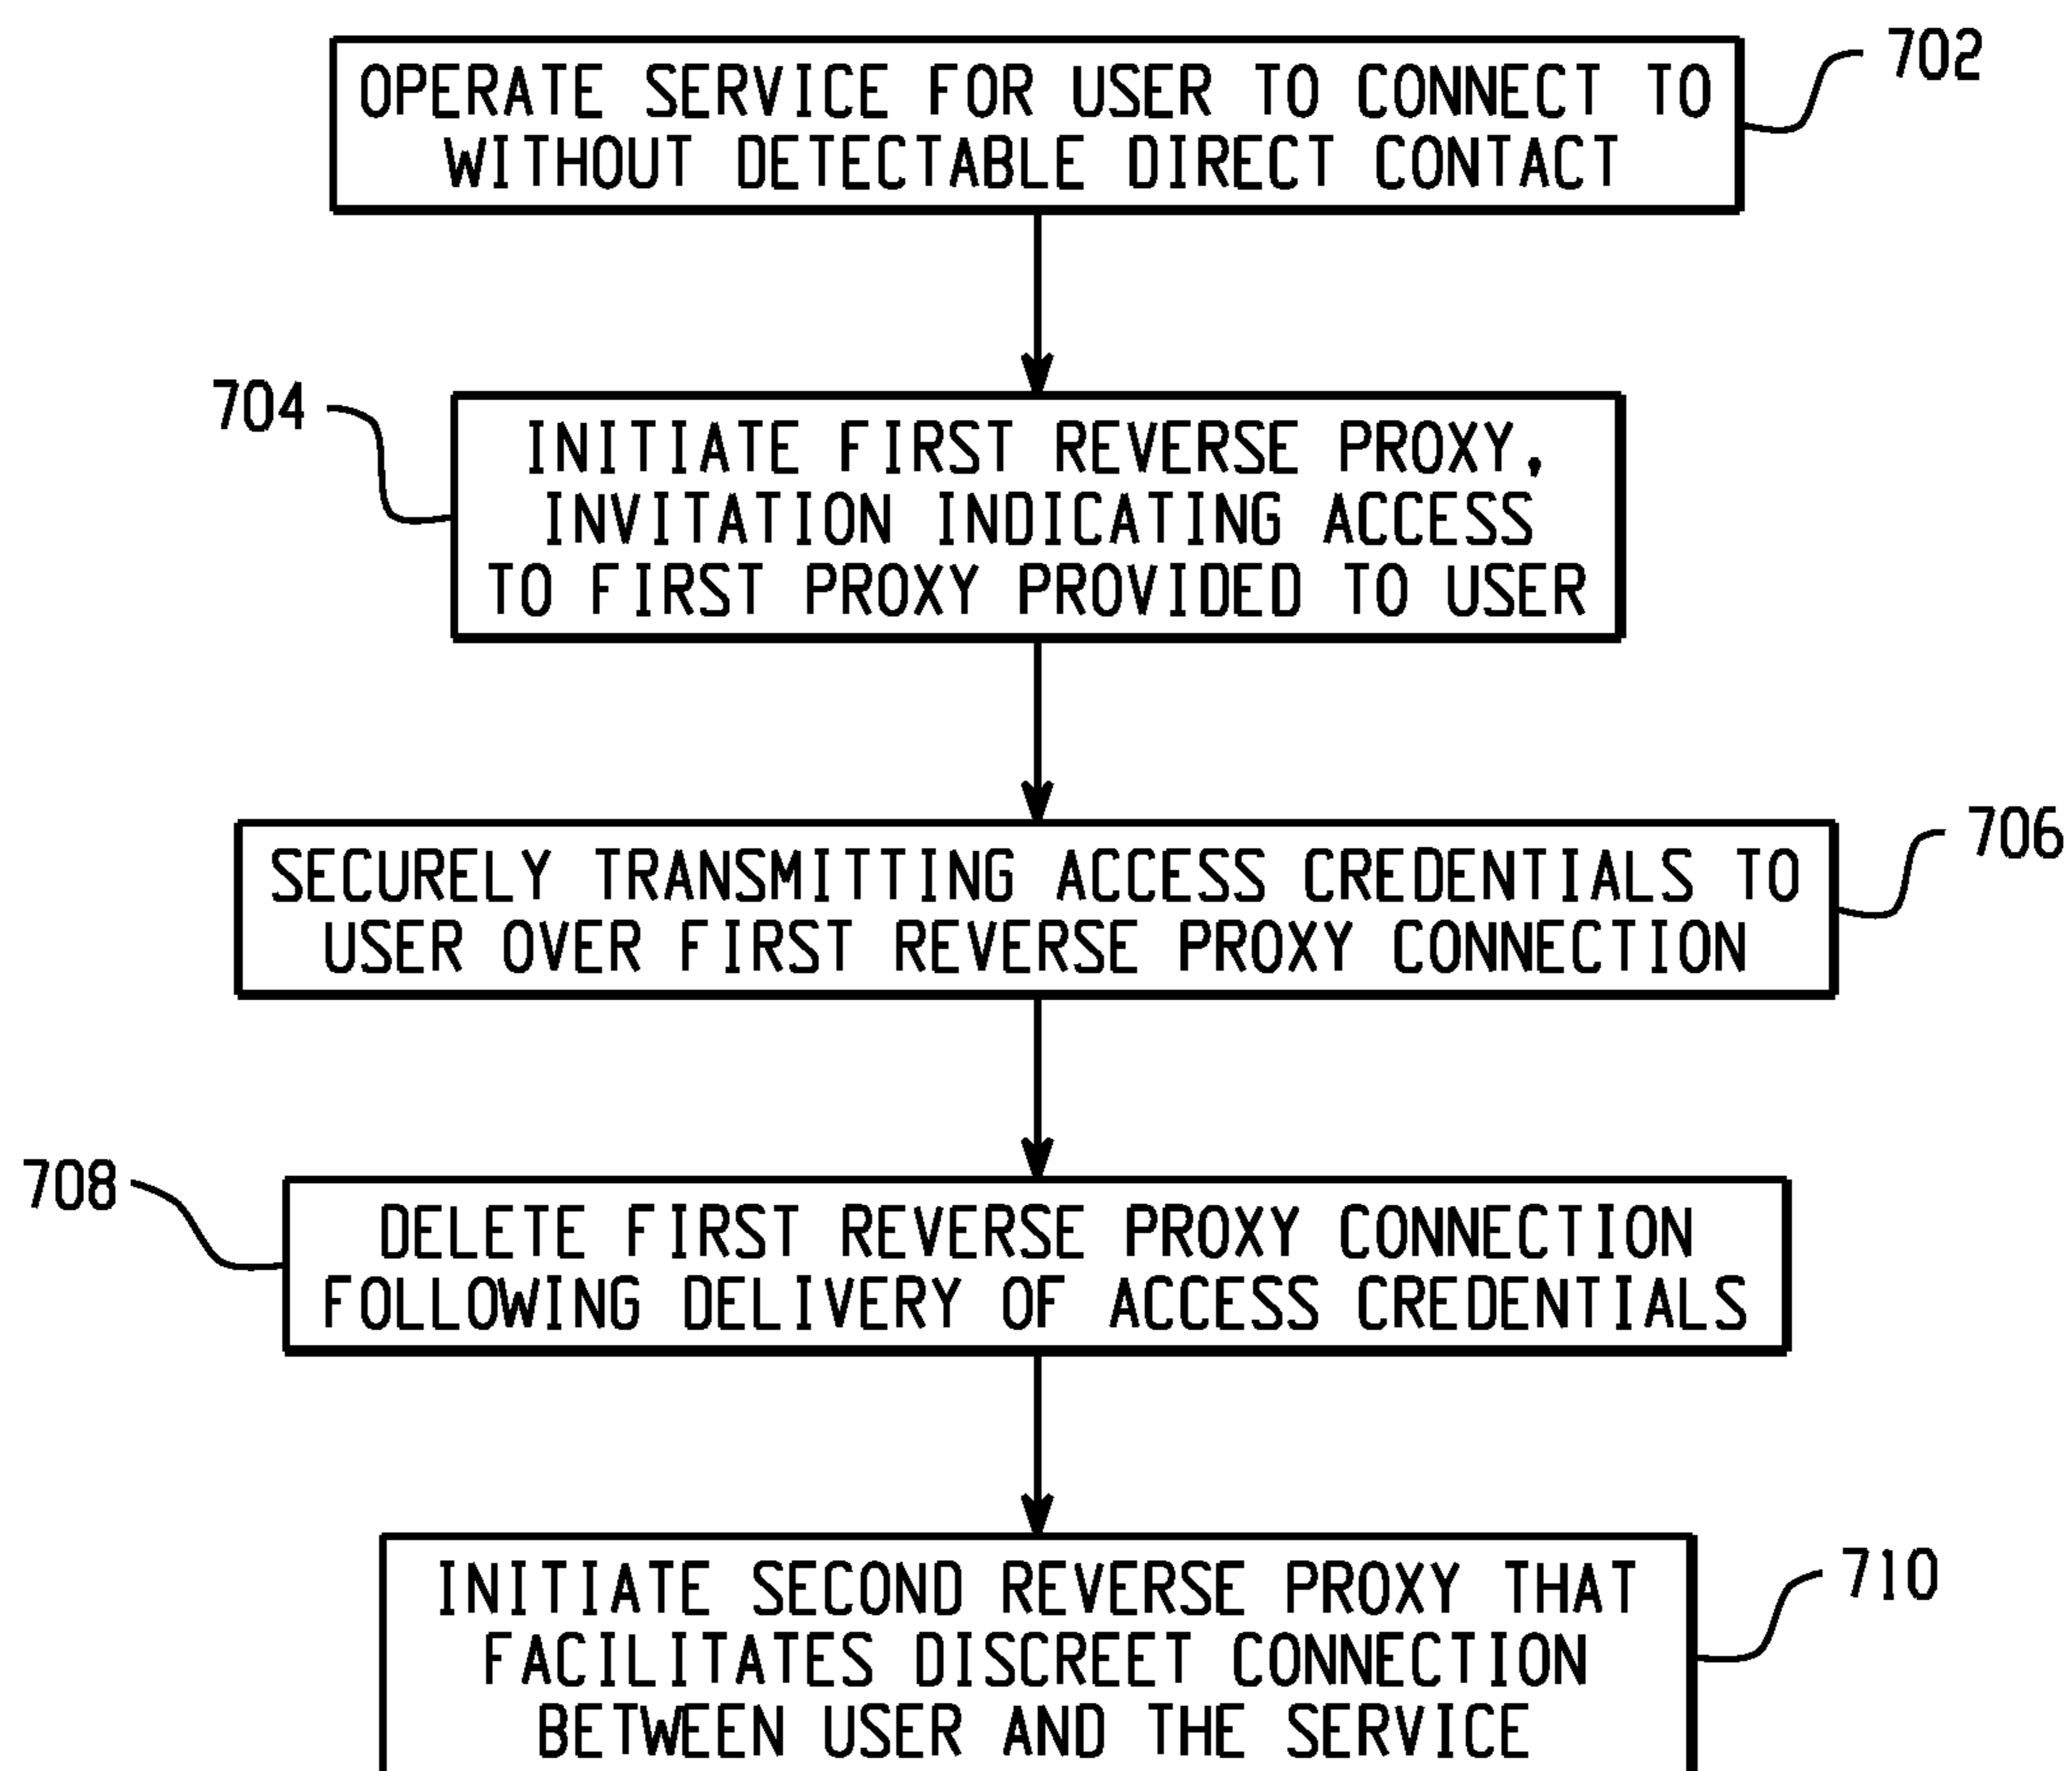 702
OPERATE SERVICE FOR USER TO CONNECT TO
WITHOUT DETECTABLE DIRECT CONTACT
704
INITIATE FIRST REVERSE PROXY,
INVITATION INDICATING ACCESS
TO FIRST PROXY PROVIDED TO USER
706
SECURELY TRANSMITTING ACCESS CREDENTIALS TO
USER OVER FIRST REVERSE PROXY CONNECTION
708
DELETE FIRST REVERSE PROXY CONNECTION
FOLLOWING DELIVERY OF ACCESS CREDENTIALS
710
INITIATE SECOND REVERSE PROXY THAT
FACILITATES DISCREET CONNECTION
BETWEEN USER AND THE SERVICE